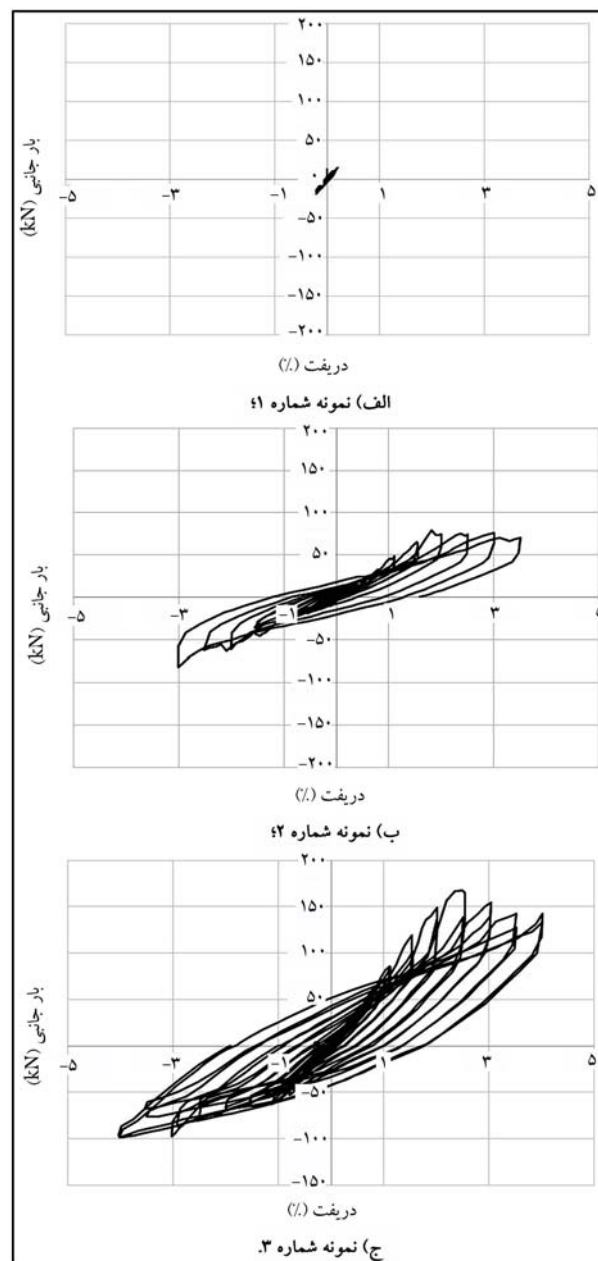 ۲۰۰
۱۵۰
۱۰۰
۵۰
۰
-۵ -۳ -۱ ۱ ۳ ۵
-۵۰
-۱۰۰
-۱۵۰
-۲۰۰
بار جانبی (kN)
دریفت (٪)
الف) نمونه شماره ۱؛
۲۰۰
۱۵۰
۱۰۰
۵۰
۰
-۵ -۳ -۱ ۱ ۳ ۵
-۵۰
-۱۰۰
-۱۵۰
-۲۰۰
بار جانبی (kN)
دریفت (٪)
ب) نمونه شماره ۲؛
۲۰۰
۱۵۰
۱۰۰
۵۰
۰
-۵ -۳ -۱ ۱ ۳ ۵
-۵۰
-۱۰۰
-۱۵۰
بار جانبی (kN)
دریفت (٪)
ج) نمونه شماره ۳.